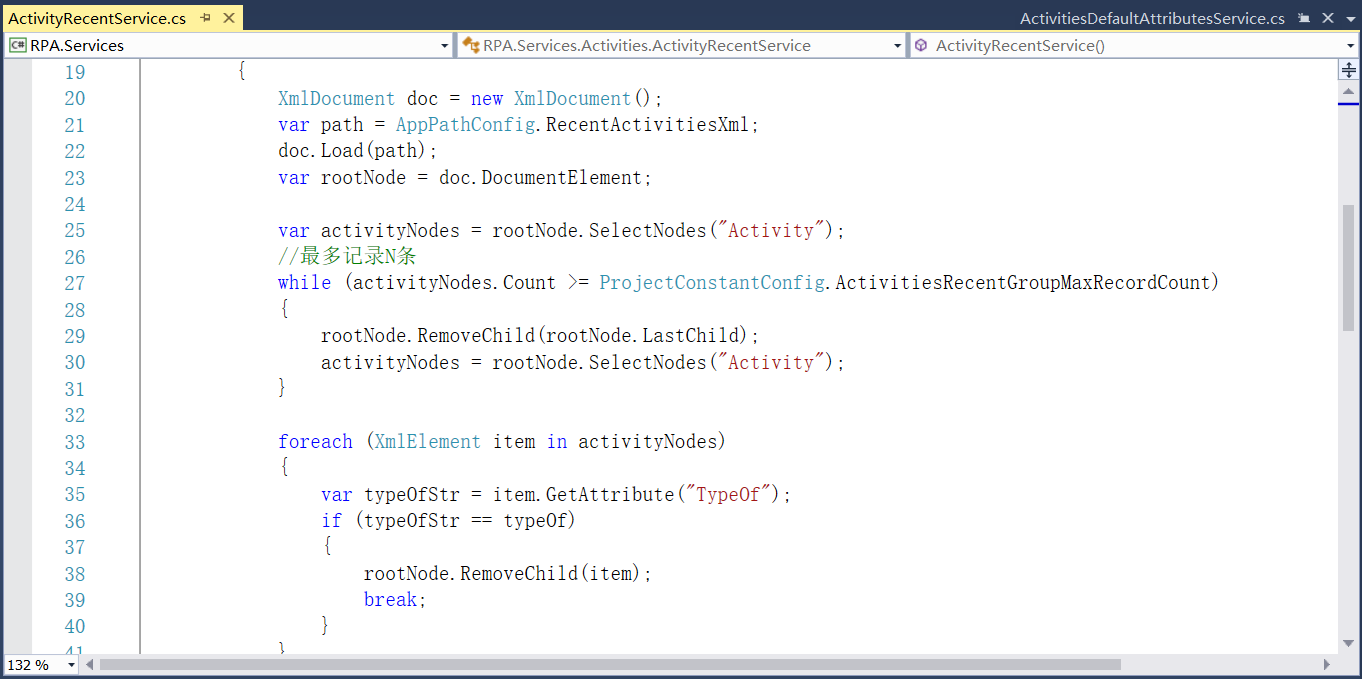 ActivityRecentService.cs
ActivitiesDefaultAttributesService.cs
C# RPA.Services
RPA.Services.Activities.ActivityRecentService
ActivityRecentService()
19 {
20 XmlDocument doc = new XmlDocument();
21 var path = AppPathConfig.RecentActivitiesXml;
22 doc.Load(path);
23 var rootNode = doc.DocumentElement;
24
25 var activityNodes = rootNode.SelectNodes("Activity");
26 //最多记录N条
27 while (activityNodes.Count >= ProjectConstantConfig.ActivitiesRecentGroupMaxRecordCount)
28 {
29 rootNode.RemoveChild(rootNode.LastChild);
30 activityNodes = rootNode.SelectNodes("Activity");
31 }
32
33 foreach (XmlElement item in activityNodes)
34 {
35 var typeOfStr = item.GetAttribute("TypeOf");
36 if (typeOfStr == typeOf)
37 {
38 rootNode.RemoveChild(item);
39 break;
40 }
41 }
132 %